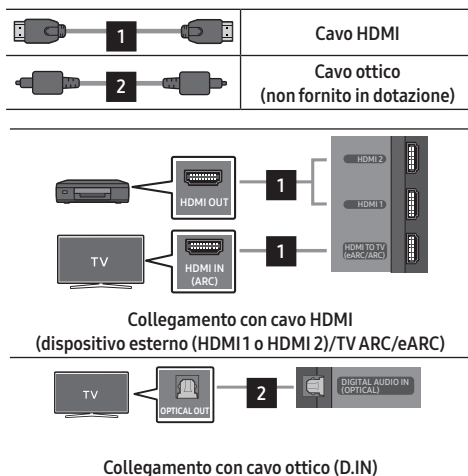 1
Cavo HDMI
2
Cavo ottico
(non fornito in dotazione)
HDMI OUT
1
HDMI 2
HDMI 1
TV
HDMI IN
(ARC)
1
HDMI TO TV
(eARC/ARC)
Collegamento con cavo HDMI
(dispositivo esterno (HDMI 1 o HDMI 2)/TV ARC/eARC)
TV
OPTICAL OUT
2
DIGITAL AUDIO IN
(OPTICAL)
Collegamento con cavo ottico (D.IN)